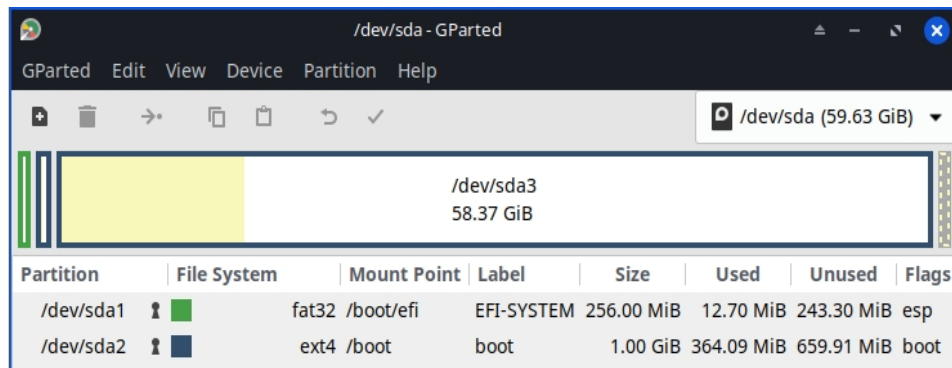 /dev/sda - GParted
GParted Edit View Device Partition Help
/dev/sda (59.63 GiB)
/dev/sda3
58.37 GiB
Partition File System Mount Point Label Size Used Unused Flags
/dev/sda1 fat32 /boot/efi EFI-SYSTEM 256.00 MiB 12.70 MiB 243.30 MiB esp
/dev/sda2 ext4 /boot boot 1.00 GiB 364.09 MiB 659.91 MiB boot